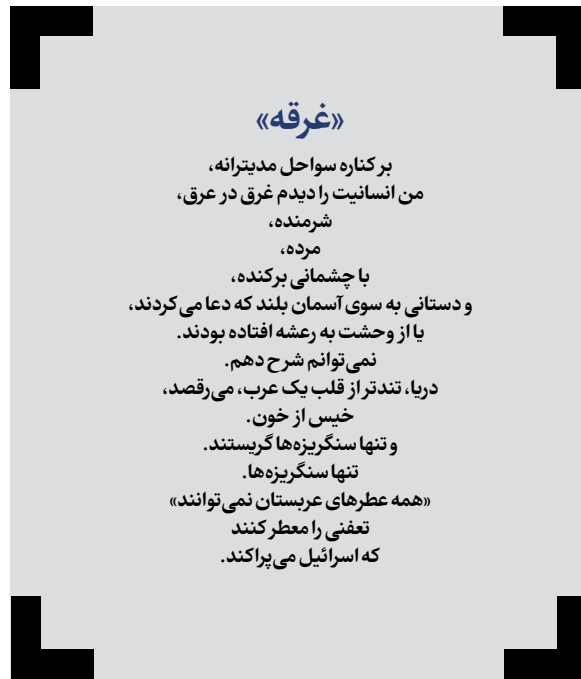 «غرقه»
بر کناره سواحل مدیترانه،
من انسانیت را دیدم غرق در عرق،
شرمنده،
مرده،
با چشمانی برکنده،
و دستانی به سوی آسمان بلند که دعا می‌کردند،
یا از وحشت به رعشه افتاده بودند.
نمی‌توانم شرح دهم.
دریا، تندتر از قلب یک عرب، می‌رقصد،
خیس از خون.
و تنها سنگریزه‌ها گریستند.
تنها سنگریزه‌ها.
«همه عطرهای عربستان نمی‌توانند»
تعفنی را معطر کنند
که اسرائیل می‌پراکند.